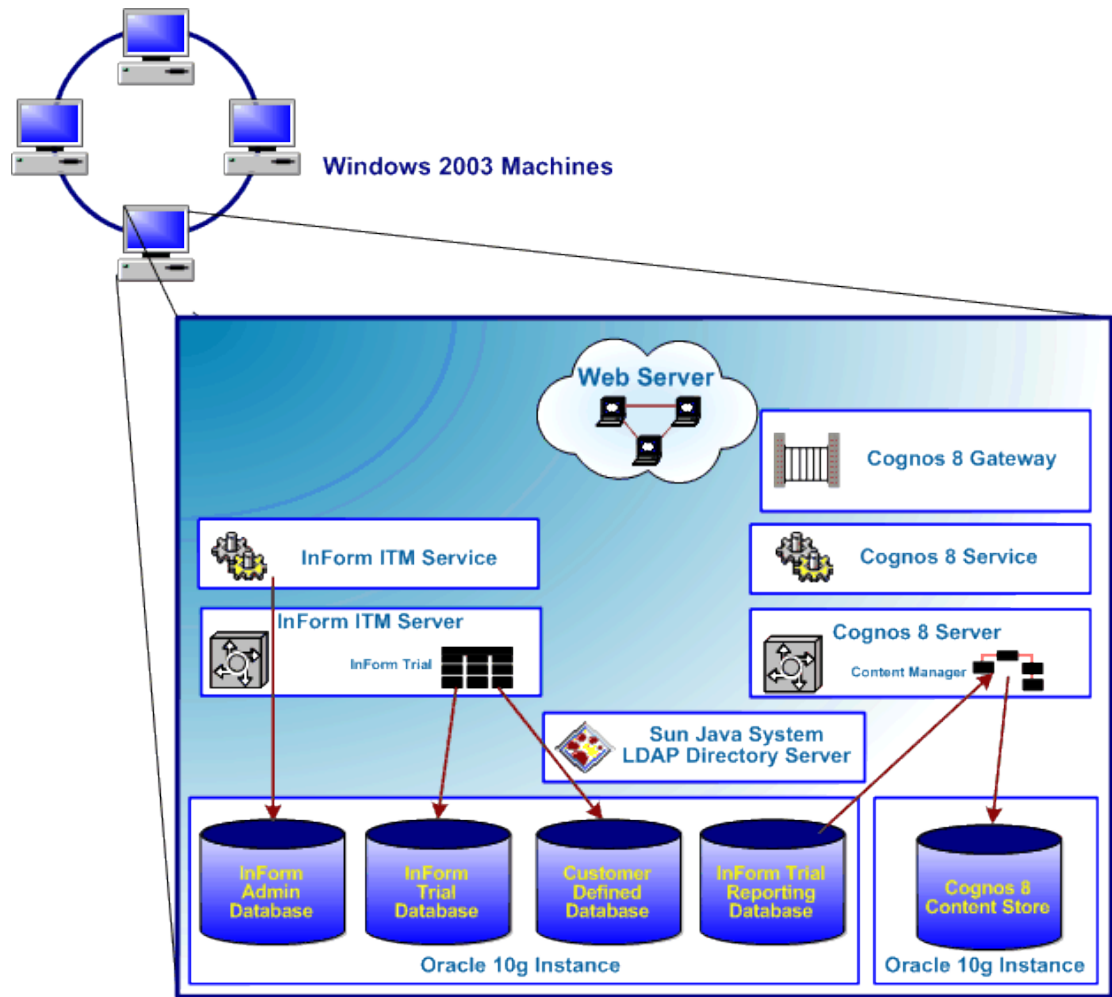 Windows 2003 Machines
Web Server
Cognos 8 Gateway
InForm ITM Service
Cognos 8 Service
InForm ITM Server
InForm Trial
Cognos 8 Server
Content Manager
Sun Java System
LDAP Directory Server
InForm
Admin
Database
InForm
Trial
Database
Customer
Defined
Database
InForm Trial
Reporting
Database
Cognos 8
Content Store
Oracle 10g Instance
Oracle 10g Instance